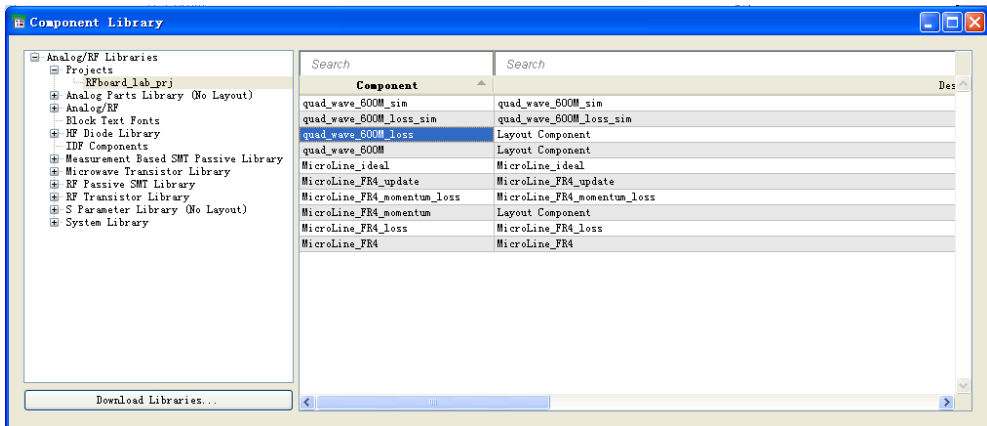 Component Library
Analog/RF Libraries
Projects
RFboard_lab_prj
Analog Parts Library (No Layout)
Analog/RF
Block Text Fonts
HF Diode Library
IDF Components
Measurement Based SMT Passive Library
Microwave Transistor Library
RF Passive SMT Library
RF Transistor Library
S Parameter Library (No Layout)
System Library
Download Libraries...
Search Search
Component Des
quad_wave_600M_sim quad_wave_600M_sim
quad_wave_600M_loss_sim quad_wave_600M_loss_sim
quad_wave_600M_loss Layout Component
quad_wave_600M Layout Component
MicroLine_ideal MicroLine_ideal
MicroLine_FR4_update MicroLine_FR4_update
MicroLine_FR4_momentum_loss MicroLine_FR4_momentum_loss
MicroLine_FR4_momentum Layout Component
MicroLine_FR4_loss MicroLine_FR4_loss
MicroLine_FR4 MicroLine_FR4